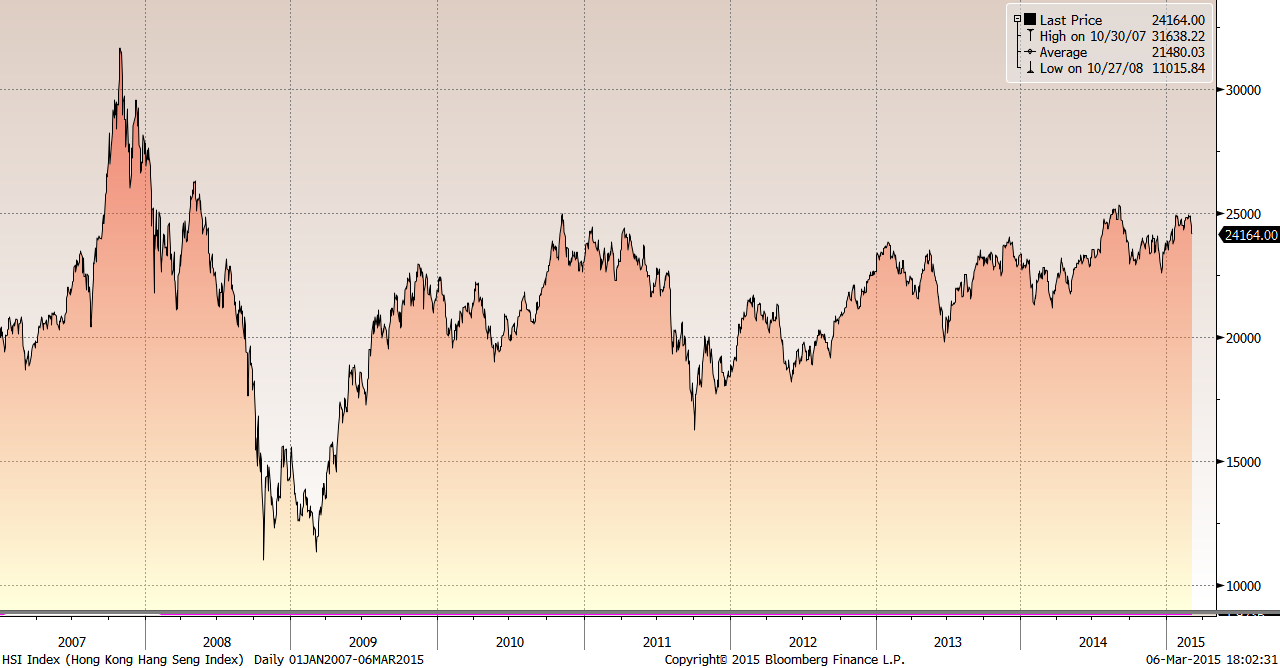 Last Price 24164.00
High on 10/30/07 31638.22
Average 21480.03
Low on 10/27/08 11015.84
30000
25000
24164.00
20000
15000
10000
2007 2008 2009 2010 2011 2012 2013 2014 2015
HSI Index (Hong Kong Hang Seng Index) Daily 01JAN2007-06MAR2015 Copyright© 2015 Bloomberg Finance L.P. 06-Mar-2015 18:02:31